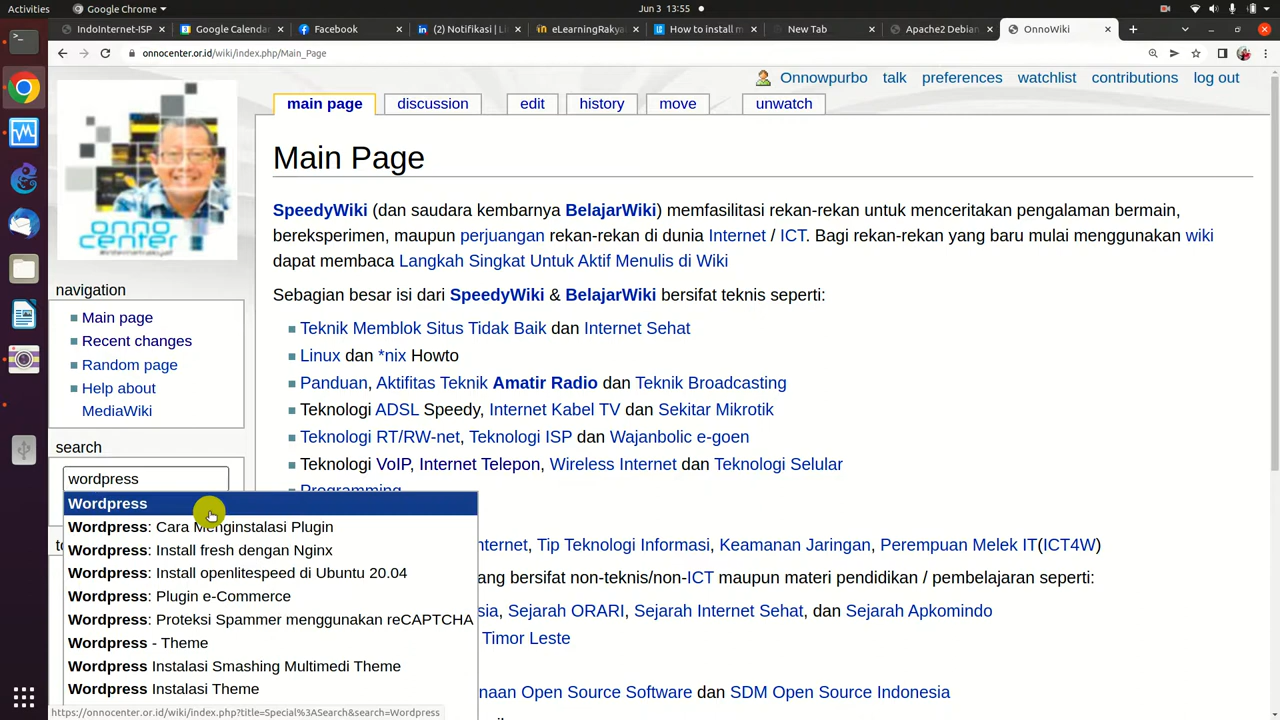 Activities Google Chrome Jun 3 13:55
IndoInternet-ISP Google Calendar Facebook (2) Notifikasi | Li eLearningRakya How to install m New Tab Apache2 Debian OnnoWiki
onnocenter.or.id/wiki/index.php/Main_Page
Onnowpurbo talk preferences watchlist contributions log out
main page discussion edit history move unwatch
onno
center
Main Page
SpeedyWiki (dan saudara kembarnya BelajarWiki) memfasilitasi rekan-rekan untuk menceritakan pengalaman bermain,
bereksperimen, maupun perjuangan rekan-rekan di dunia Internet / ICT. Bagi rekan-rekan yang baru mulai menggunakan wiki
dapat membaca Langkah Singkat Untuk Aktif Menulis di Wiki
Sebagian besar isi dari SpeedyWiki & BelajarWiki bersifat teknis seperti:
Teknik Memblok Situs Tidak Baik dan Internet Sehat
Linux dan *nix Howto
Panduan, Aktifitas Teknik Amatir Radio dan Teknik Broadcasting
Teknologi ADSL Speedy, Internet Kabel TV dan Sekitar Mikrotik
Teknologi RT/RW-net, Teknologi ISP dan Wajanbolic e-goen
Teknologi VoIP, Internet Telepon, Wireless Internet dan Teknologi Selular
Programming
nternet, Tip Teknologi Informasi, Keamanan Jaringan, Perempuan Melek IT(ICT4W)
ang bersifat non-teknis/non-ICT maupun materi pendidikan / pembelajaran seperti:
sia, Sejarah ORARI, Sejarah Internet Sehat, dan Sejarah Apkomindo
Timor Leste
naan Open Source Software dan SDM Open Source Indonesia
navigation
Main page
Recent changes
Random page
Help about
MediaWiki
search
wordpress
Wordpress
Wordpress: Cara Menginstalasi Plugin
Wordpress: Install fresh dengan Nginx
Wordpress: Install openlitespeed di Ubuntu 20.04
Wordpress: Plugin e-Commerce
Wordpress: Proteksi Spammer menggunakan reCAPTCHA
Wordpress - Theme
Wordpress Instalasi Smashing Multimedi Theme
Wordpress Instalasi Theme
https://onnocenter.or.id/wiki/index.php?title=Special%3ASearch&search=Wordpress